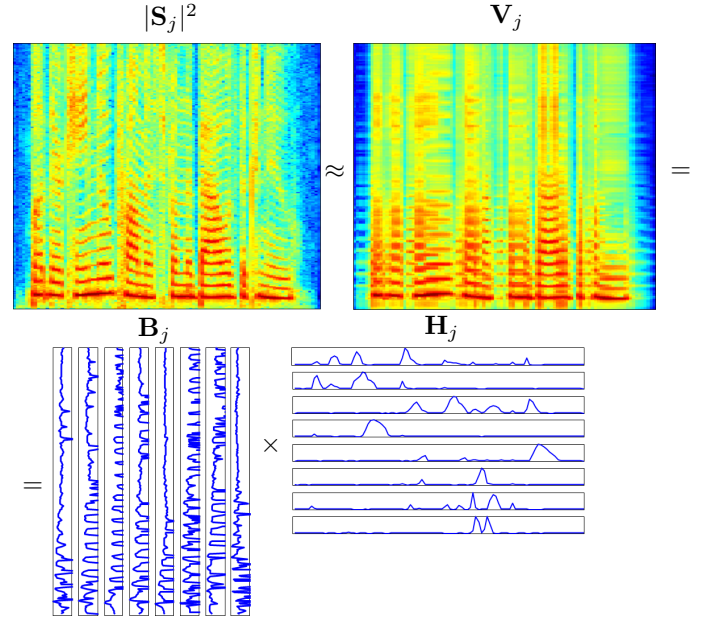 |S_j|^2 V_j
≈ =
B_j H_j
= ×